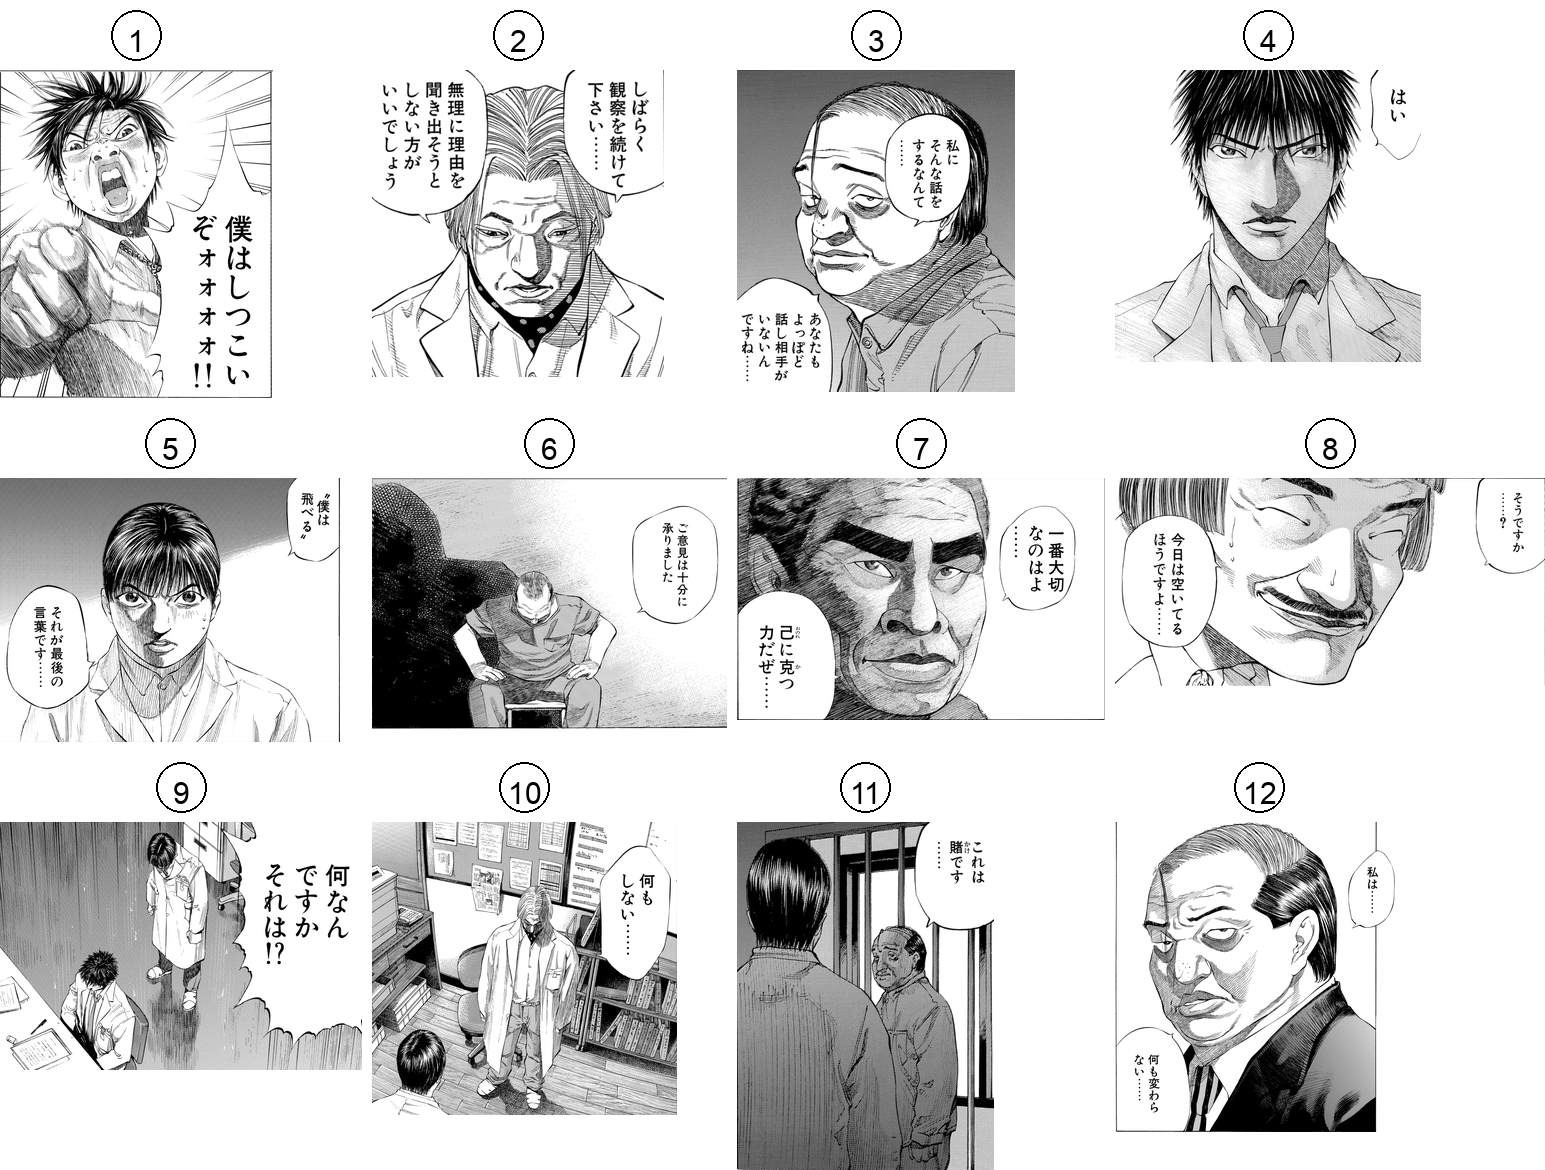 1
僕はしつこい
ぞォォォォ!!
2
しばらく
観察を続けて
下さい……
無理に理由を
聞き出そうと
しない方が
いいでしょう
3
私に
そんな話を
するなんて
……
あなたも
よっぽど
話し相手が
いないん
ですね……
4
はい
5
“僕は
飛べる”
それが最後の
言葉です……
6
ご意見は十分に
承りました
7
一番大切
なのはよ
……
己に克つ
おのれ
か
力だぜ……
8
そうですか
……?
今日は空いてる
ほうですよ……
9
何なん
ですか
それは!?
10
何も
しない……
11
これは
賭です
かけ
……
12
私は……
何も変わら
ない……